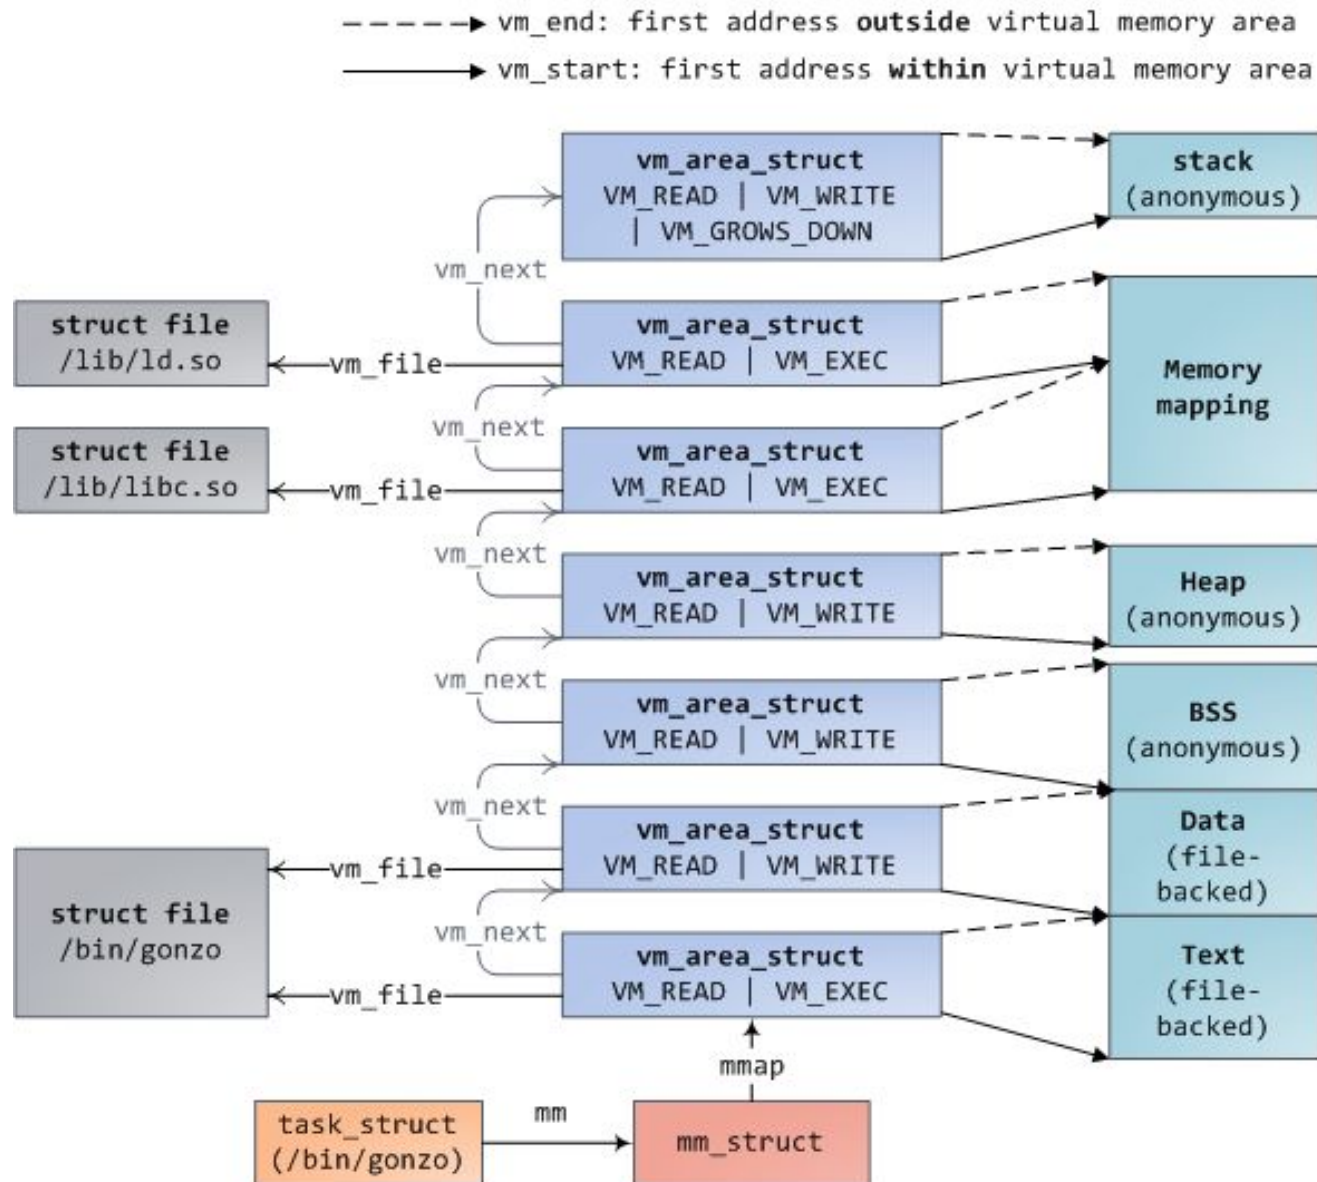 vm_end: first address outside virtual memory area
vm_start: first address within virtual memory area
vm_area_struct
VM_READ | VM_WRITE
| VM_GROWS_DOWN
stack
(anonymous)
vm_next
struct file
/lib/ld.so
vm_file
vm_area_struct
VM_READ | VM_EXEC
Memory
mapping
vm_next
struct file
/lib/libc.so
vm_file
vm_area_struct
VM_READ | VM_EXEC
vm_next
vm_area_struct
VM_READ | VM_WRITE
Heap
(anonymous)
vm_next
vm_area_struct
VM_READ | VM_WRITE
BSS
(anonymous)
vm_next
vm_area_struct
VM_READ | VM_WRITE
Data
(file-
backed)
vm_file
struct file
/bin/gonzo
vm_next
vm_file
vm_area_struct
VM_READ | VM_EXEC
Text
(file-
backed)
mmap
task_struct
(/bin/gonzo)
mm
mm_struct